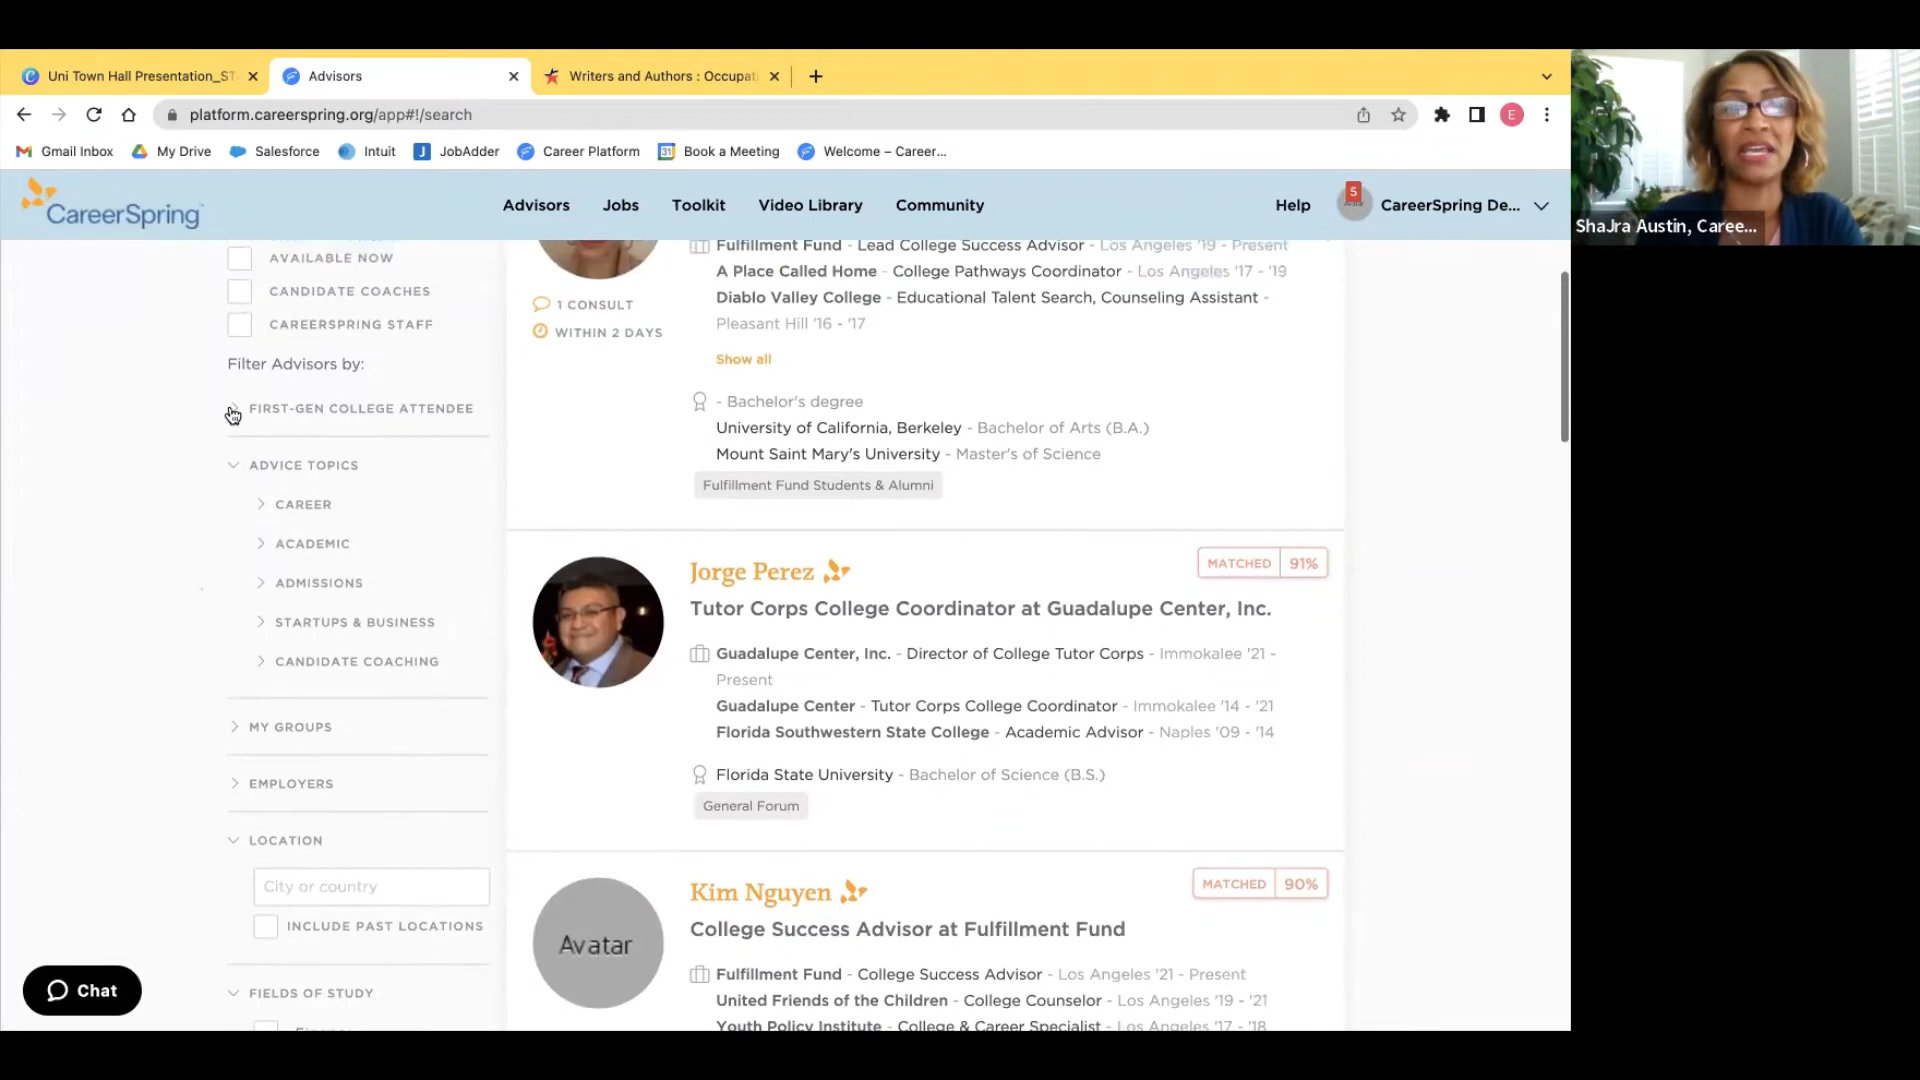 Uni Town Hall Presentation_ST
Advisors
Writers and Authors : Occupat
platform.careerspring.org/app#!/search
E
Gmail Inbox
My Drive
Salesforce
Intuit
JobAdder
Career Platform
31
Book a Meeting
Welcome – Career...
CareerSpring
Advisors
Jobs
Toolkit
Video Library
Community
Help
5
CareerSpring De...
ShaJra Austin, Caree...
AVAILABLE NOW
CANDIDATE COACHES
CAREERSPRING STAFF
Filter Advisors by:
FIRST-GEN COLLEGE ATTENDEE
ADVICE TOPICS
CAREER
ACADEMIC
ADMISSIONS
STARTUPS & BUSINESS
CANDIDATE COACHING
MY GROUPS
EMPLOYERS
LOCATION
City or country
INCLUDE PAST LOCATIONS
FIELDS OF STUDY
Chat
1 CONSULT
WITHIN 2 DAYS
Fulfillment Fund - Lead College Success Advisor - Los Angeles '19 - Present
A Place Called Home - College Pathways Coordinator - Los Angeles '17 - '19
Diablo Valley College - Educational Talent Search, Counseling Assistant -
Pleasant Hill '16 - '17
Show all
- Bachelor's degree
University of California, Berkeley - Bachelor of Arts (B.A.)
Mount Saint Mary's University - Master's of Science
Fulfillment Fund Students & Alumni
Jorge Perez
MATCHED 91%
Tutor Corps College Coordinator at Guadalupe Center, Inc.
Guadalupe Center, Inc. - Director of College Tutor Corps - Immokalee '21 -
Present
Guadalupe Center - Tutor Corps College Coordinator - Immokalee '14 - '21
Florida Southwestern State College - Academic Advisor - Naples '09 - '14
Florida State University - Bachelor of Science (B.S.)
General Forum
Avatar
Kim Nguyen
MATCHED 90%
College Success Advisor at Fulfillment Fund
Fulfillment Fund - College Success Advisor - Los Angeles '21 - Present
United Friends of the Children - College Counselor - Los Angeles '19 - '21
Youth Policy Institute - College & Career Specialist - Los Angeles '17 - '18